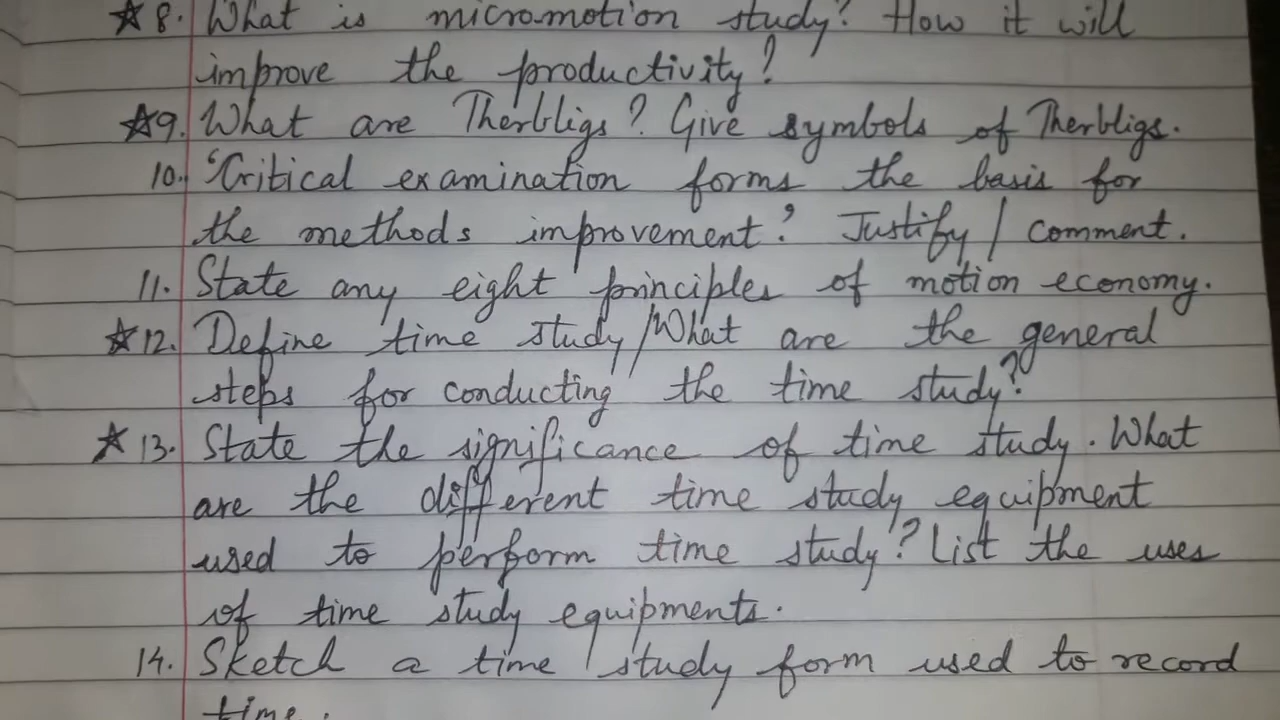 ☆8. What is micromotion study? How it will
improve the productivity?
☆9. What are Therbligs? Give symbols of Therbligs.
10. 'Critical examination forms the basis for
the methods improvement.' Justify / comment.
11. State any eight principles of motion economy.
☆12. Define time study / What are the general
steps for conducting the time study?
☆13. State the significance of time study. What
are the different time study equipment
used to perform time study? List the uses
of time study equipments.
14. Sketch a time study form used to record
time.